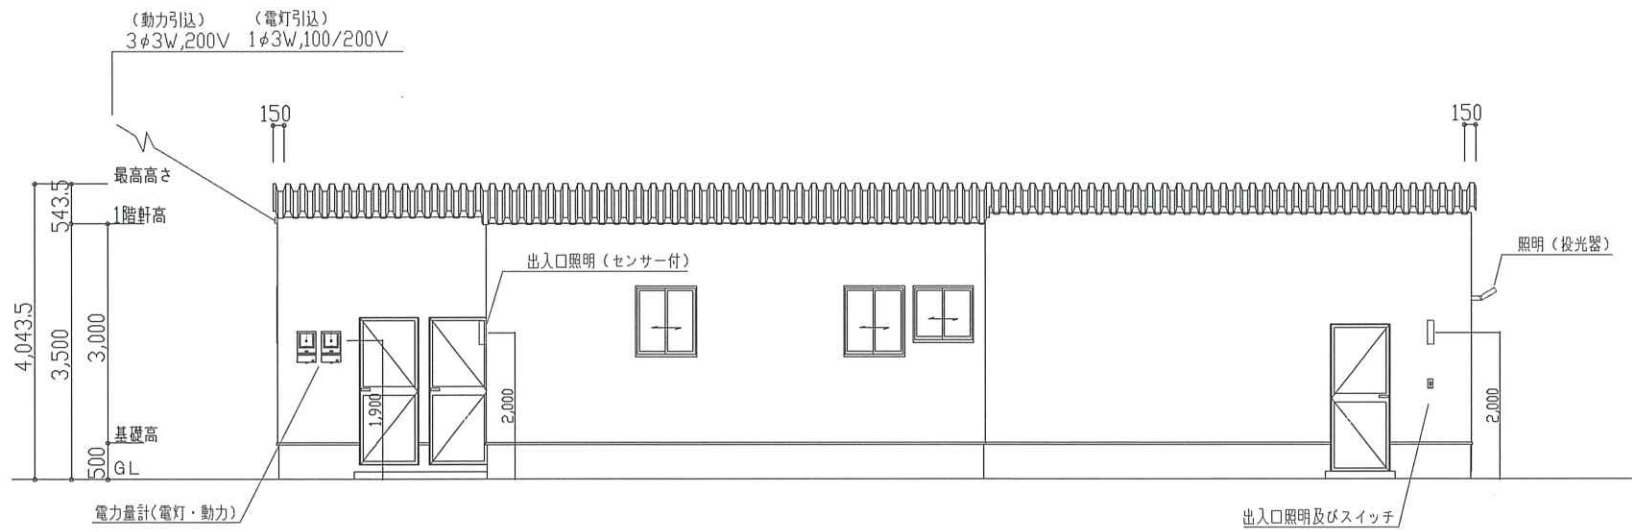 （動力引込）　（電灯引込）
3φ3W,200V　1φ3W,100/200V
150
150
最高高さ
543.5
1階軒高
照明（投光器）
出入口照明（センサー付）
4,043.5
3,500
3,000
1,900
2,000
2,000
基礎高
500
GL
電力量計(電灯・動力)
出入口照明及びスイッチ